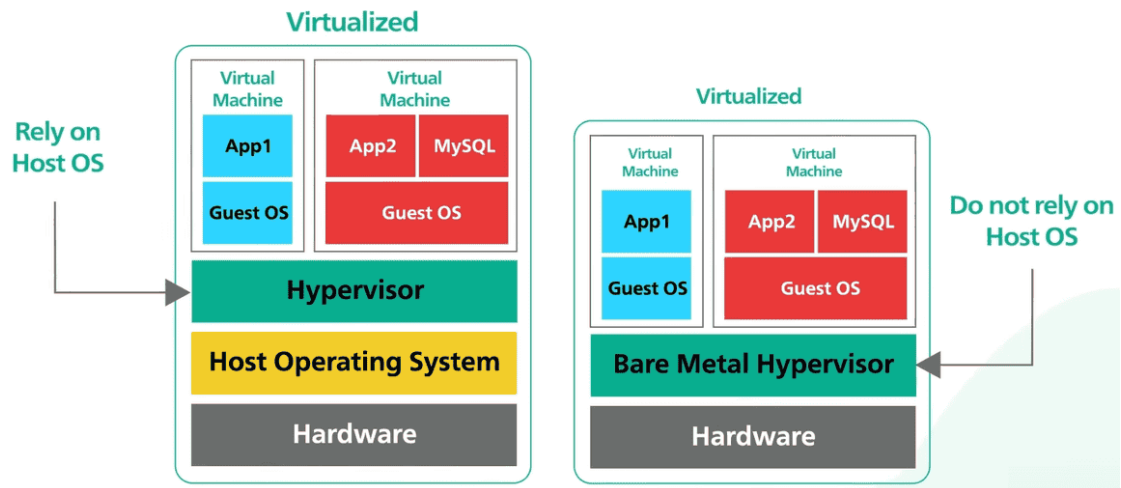 Virtualized
Rely on
Host OS
Virtual
Machine
App1
Guest OS
Virtual
Machine
App2
MySQL
Guest OS
Hypervisor
Host Operating System
Hardware
Virtualized
Virtual
Machine
App1
Guest OS
Virtual
Machine
App2
MySQL
Guest OS
Bare Metal Hypervisor
Hardware
Do not rely on
Host OS